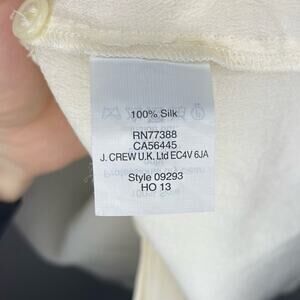 100% Silk
RN77388
CA56445
J. CREW U.K. Ltd EC4V 6JA
Style 09293
HO 13